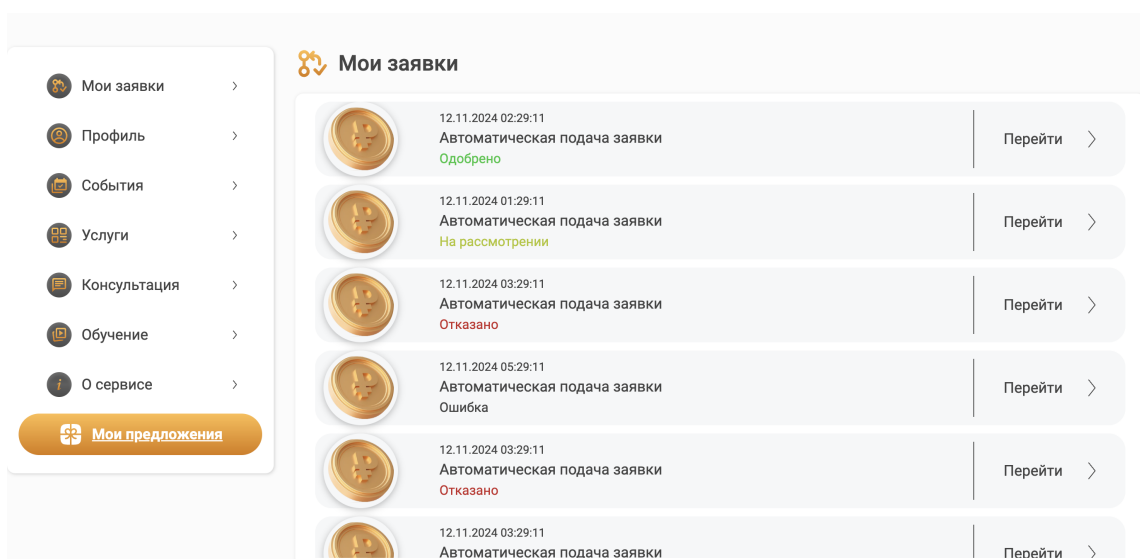 Мои заявки
Профиль
События
Услуги
Консультация
Обучение
О сервисе
Мои предложения
Мои заявки
12.11.2024 02:29:11
Автоматическая подача заявки
Одобрено
Перейти
12.11.2024 01:29:11
Автоматическая подача заявки
На рассмотрении
Перейти
12.11.2024 03:29:11
Автоматическая подача заявки
Отказано
Перейти
12.11.2024 05:29:11
Автоматическая подача заявки
Ошибка
Перейти
12.11.2024 03:29:11
Автоматическая подача заявки
Отказано
Перейти
12.11.2024 03:29:11
Автоматическая подача заявки
Перейти